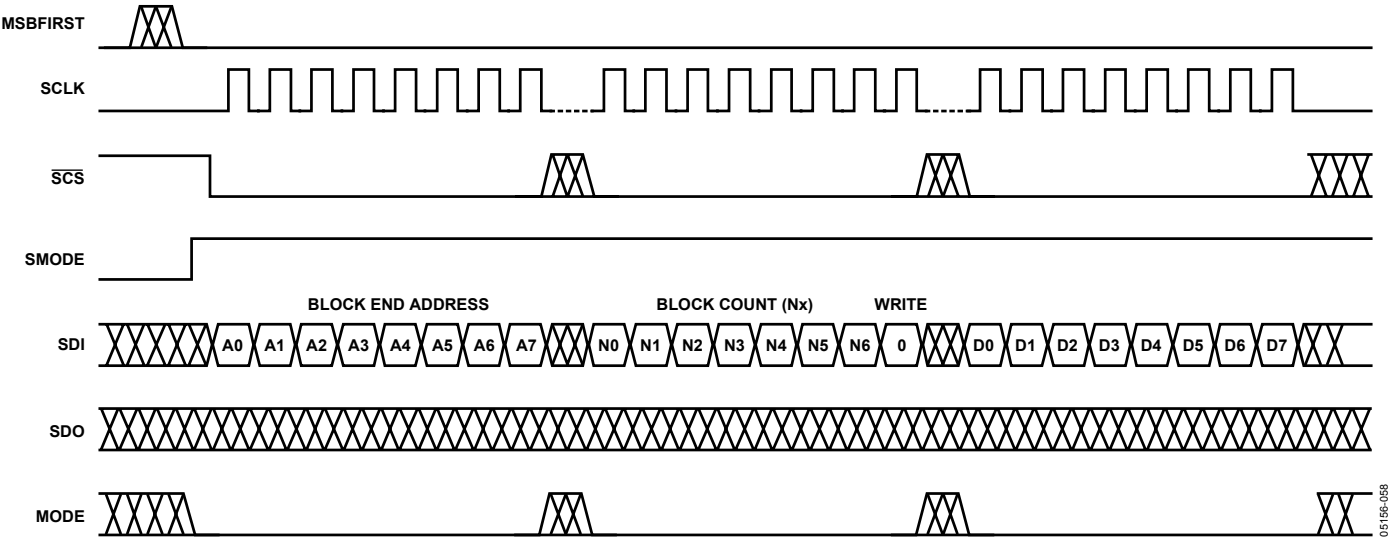 MSBFIRST
SCLK
SCS
SMODE
BLOCK END ADDRESS BLOCK COUNT (Nx) WRITE
SDI A0 A1 A2 A3 A4 A5 A6 A7 N0 N1 N2 N3 N4 N5 N6 0 D0 D1 D2 D3 D4 D5 D6 D7
SDO
MODE
05156-058